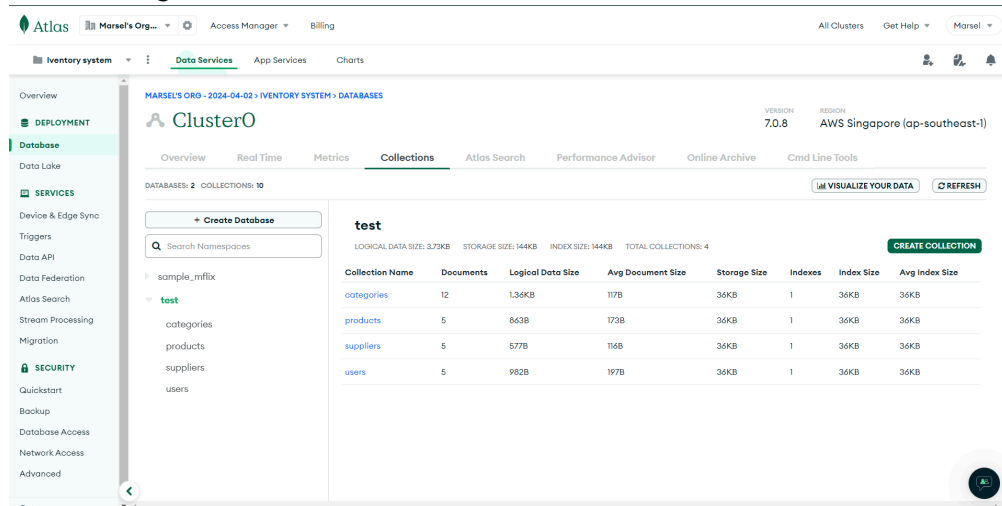 Atlas Marsel's Org... Access Manager Billing All Clusters Get Help Marsel
Iventory system Data Services App Services Charts
Overview
DEPLOYMENT
Database
Data Lake
SERVICES
Device & Edge Sync
Triggers
Data API
Data Federation
Atlas Search
Stream Processing
Migration
SECURITY
Quickstart
Backup
Database Access
Network Access
Advanced
MARSEL'S ORG - 2024-04-02 > IVENTORY SYSTEM > DATABASES
Cluster0
VERSION REGION
7.0.8 AWS Singapore (ap-southeast-1)
Overview Real Time Metrics Collections Atlas Search Performance Advisor Online Archive Cmd Line Tools
DATABASES: 2 COLLECTIONS: 10 VISUALIZE YOUR DATA REFRESH
+ Create Database
Search Namespaces
sample_mflix
test
categories
products
suppliers
users
test
LOGICAL DATA SIZE: 3.73KB STORAGE SIZE: 144KB INDEX SIZE: 144KB TOTAL COLLECTIONS: 4 CREATE COLLECTION
Collection Name Documents Logical Data Size Avg Document Size Storage Size Indexes Index Size Avg Index Size
categories 12 1.36KB 117B 36KB 1 36KB 36KB
products 5 863B 173B 36KB 1 36KB 36KB
suppliers 5 577B 116B 36KB 1 36KB 36KB
users 5 982B 197B 36KB 1 36KB 36KB